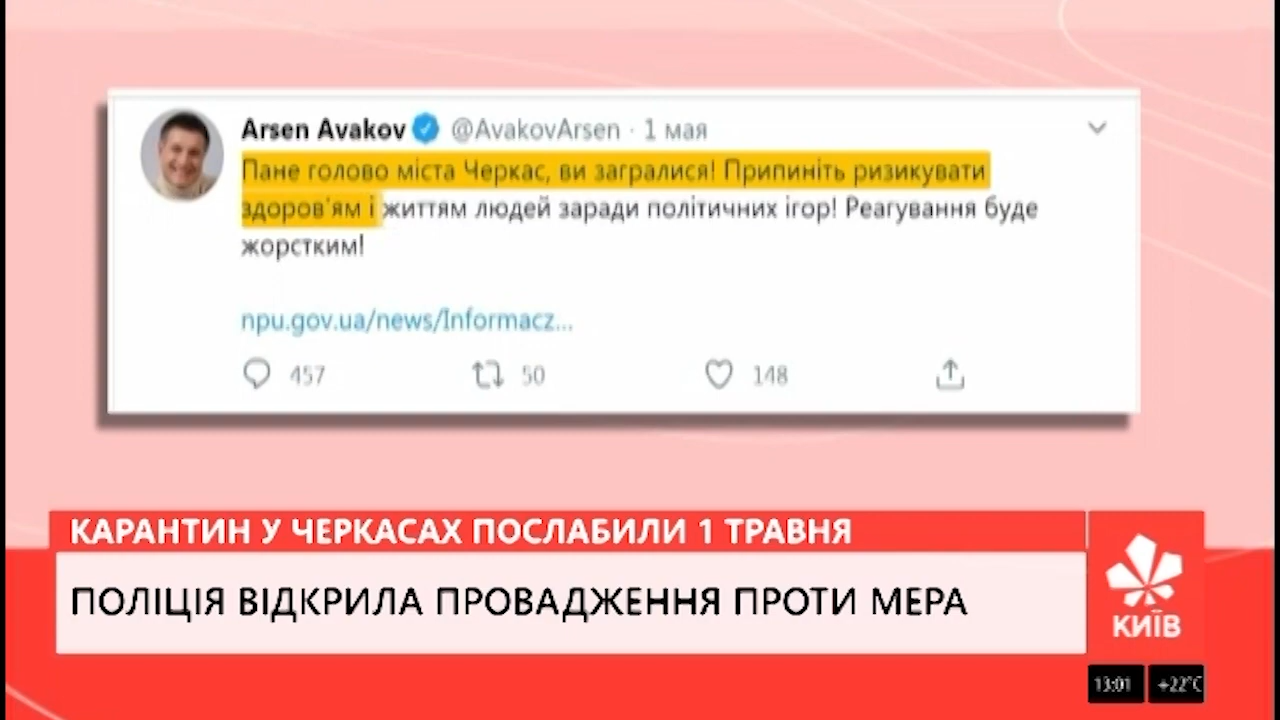 Arsen Avakov @AvakovArsen · 1 мая
Пане голово міста Черкас, ви загралися! Припиніть ризикувати
здоров'ям і життям людей заради політичних ігор! Реагування буде
жорстким!
npu.gov.ua/news/Informacz...
457 50 148
КАРАНТИН У ЧЕРКАСАХ ПОСЛАБИЛИ 1 ТРАВНЯ
ПОЛІЦІЯ ВІДКРИЛА ПРОВАДЖЕННЯ ПРОТИ МЕРА
КИЇВ
13:01 +22°C